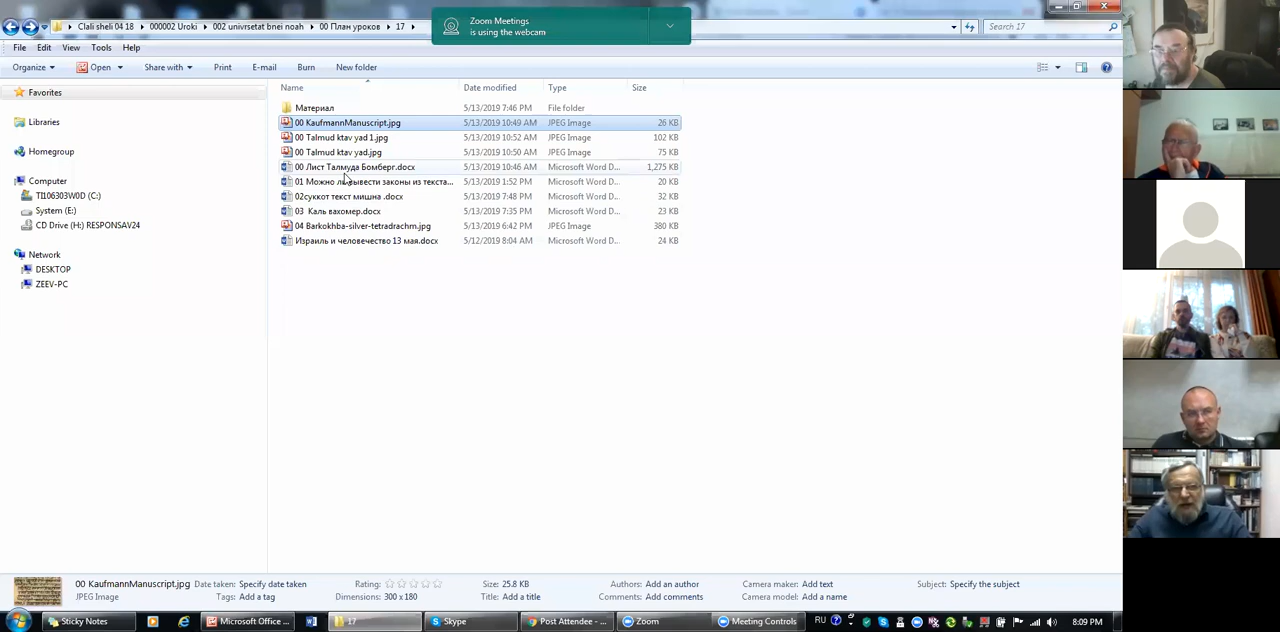 Clali sheli 04 18 ▸ 000002 Uroki ▸ 002 univrsetat bnei noah ▸ 00 План уроков ▸ 17 ▸
Zoom Meetings
is using the webcam
Search 17
File Edit View Tools Help
Organize Open Share with Print E-mail Burn New folder
Name Date modified Type Size
Favorites
Libraries
Homegroup
Computer
TI106303W0D (C:)
System (E:)
CD Drive (H:) RESPONSAV24
Network
DESKTOP
ZEEV-PC
Материал 5/13/2019 7:46 PM File folder
00 KaufmannManuscript.jpg 5/13/2019 10:49 AM JPEG Image 26 KB
00 Talmud ktav yad 1.jpg 5/13/2019 10:52 AM JPEG Image 102 KB
00 Talmud ktav yad.jpg 5/13/2019 10:50 AM JPEG Image 75 KB
00 Лист Талмуда Бомберг.docx 5/13/2019 10:46 AM Microsoft Word D... 1,275 KB
01 Можно ли вывести законы из текста... 5/13/2019 1:52 PM Microsoft Word D... 20 KB
02суккот текст мишна .docx 5/13/2019 7:48 PM Microsoft Word D... 32 KB
03 Каль вахомер.docx 5/13/2019 7:35 PM Microsoft Word D... 23 KB
04 Barkokhba-silver-tetradrachm.jpg 5/13/2019 6:42 PM JPEG Image 380 KB
Израиль и человечество 13 мая.docx 5/12/2019 8:04 AM Microsoft Word D... 24 KB
00 KaufmannManuscript.jpg Date taken: Specify date taken Rating: Size: 25.8 KB Authors: Add an author Camera maker: Add text Subject: Specify the subject
JPEG Image Tags: Add a tag Dimensions: 300 x 180 Title: Add a title Comments: Add comments Camera model: Add a name
Sticky Notes Microsoft Office ... 17 Skype Post Attendee - ... Zoom Meeting Controls RU 8:09 PM